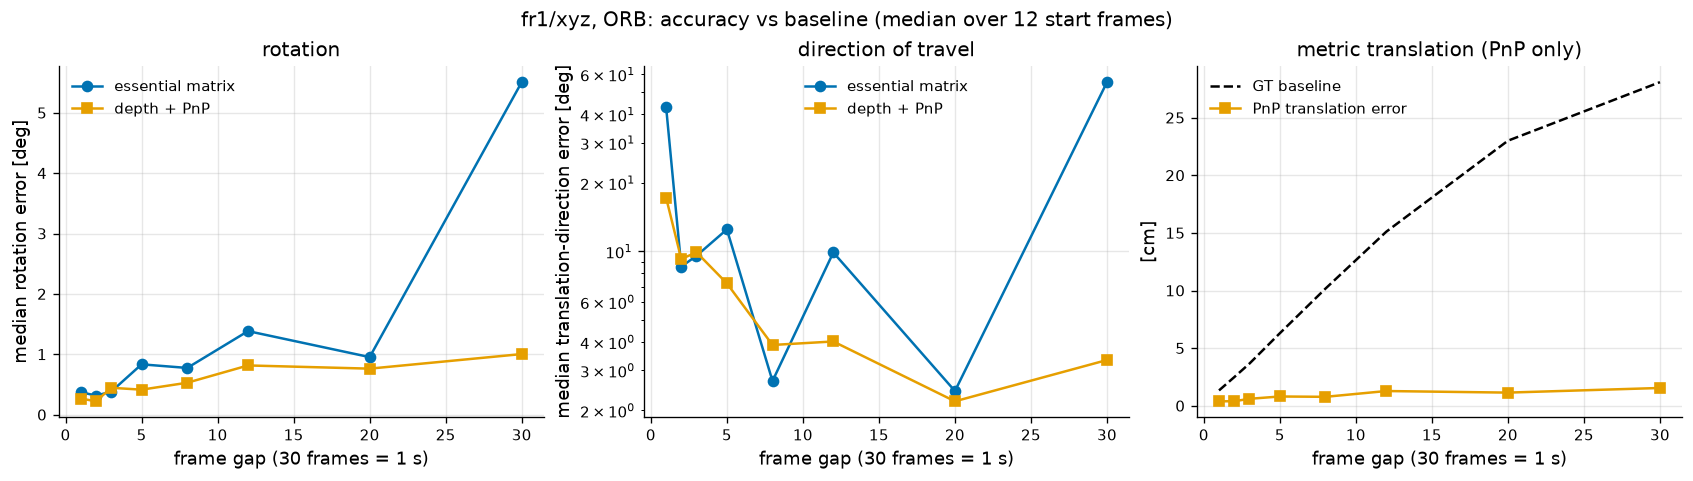 fr1/xyz, ORB: accuracy vs baseline (median over 12 start frames)
rotation
median rotation error [deg]
5
4
3
2
1
0
essential matrix
depth + PnP
0 5 10 15 20 25 30
frame gap (30 frames = 1 s)
direction of travel
median translation-direction error [deg]
6 × 10¹
4 × 10¹
3 × 10¹
2 × 10¹
10¹
6 × 10⁰
4 × 10⁰
3 × 10⁰
2 × 10⁰
essential matrix
depth + PnP
0 5 10 15 20 25 30
frame gap (30 frames = 1 s)
metric translation (PnP only)
[cm]
25
20
15
10
5
0
GT baseline
PnP translation error
0 5 10 15 20 25 30
frame gap (30 frames = 1 s)